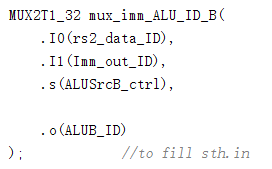 MUX2T1_32 mux_imm_ALU_ID_B(
.I0(rs2_data_ID),
.I1(Imm_out_ID),
.s(ALUSrcB_ctrl),
.o(ALUB_ID)
); //to fill sth.in